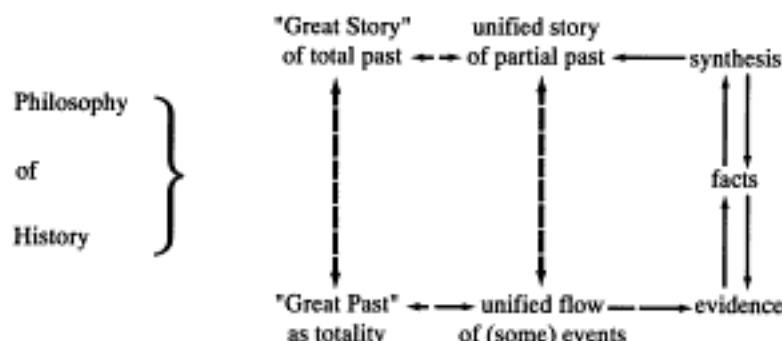 "Great Story"
of total past
unified story
of partial past
synthesis
Philosophy
of
History
facts
"Great Past"
as totality
unified flow
of (some) events
evidence